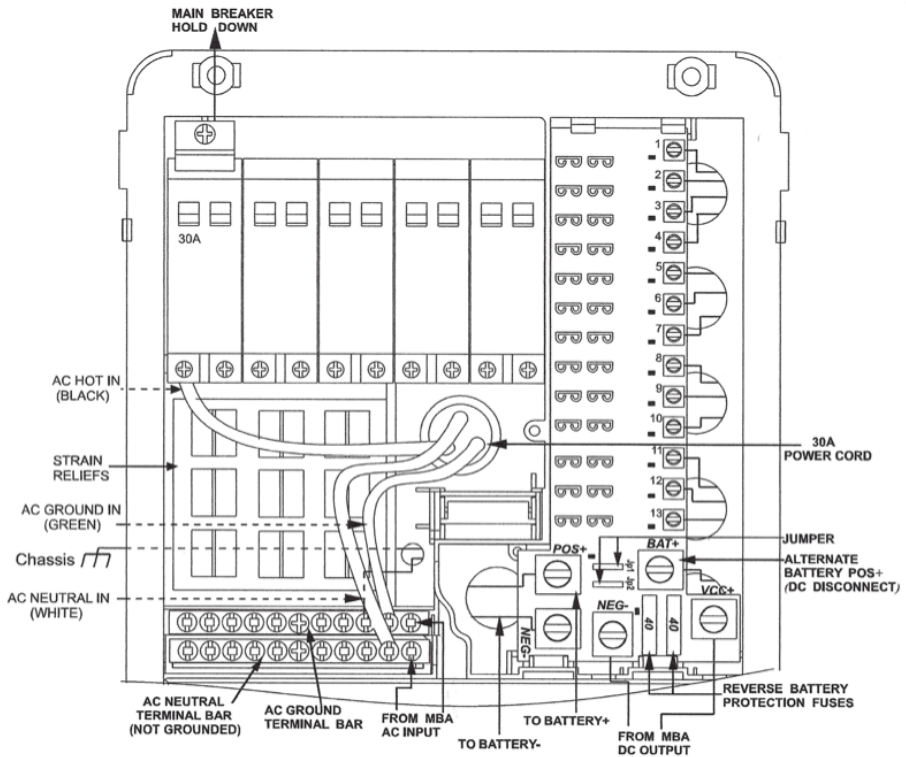 MAIN BREAKER
HOLD DOWN
30A
1
2
3
4
5
6
7
8
9
10
11
12
13
AC HOT IN
(BLACK)
30A
POWER CORD
STRAIN
RELIEFS
AC GROUND IN
(GREEN)
Chassis
AC NEUTRAL IN
(WHITE)
JUMPER
POS+
BAT+
Jp1
Jp2
ALTERNATE
BATTERY POS+
(DC DISCONNECT)
VCC+
NEG-
NEG-
40
40
REVERSE BATTERY
PROTECTION FUSES
AC NEUTRAL
TERMINAL BAR
(NOT GROUNDED)
AC GROUND
TERMINAL BAR
FROM MBA
AC INPUT
TO BATTERY-
TO BATTERY+
FROM MBA
DC OUTPUT